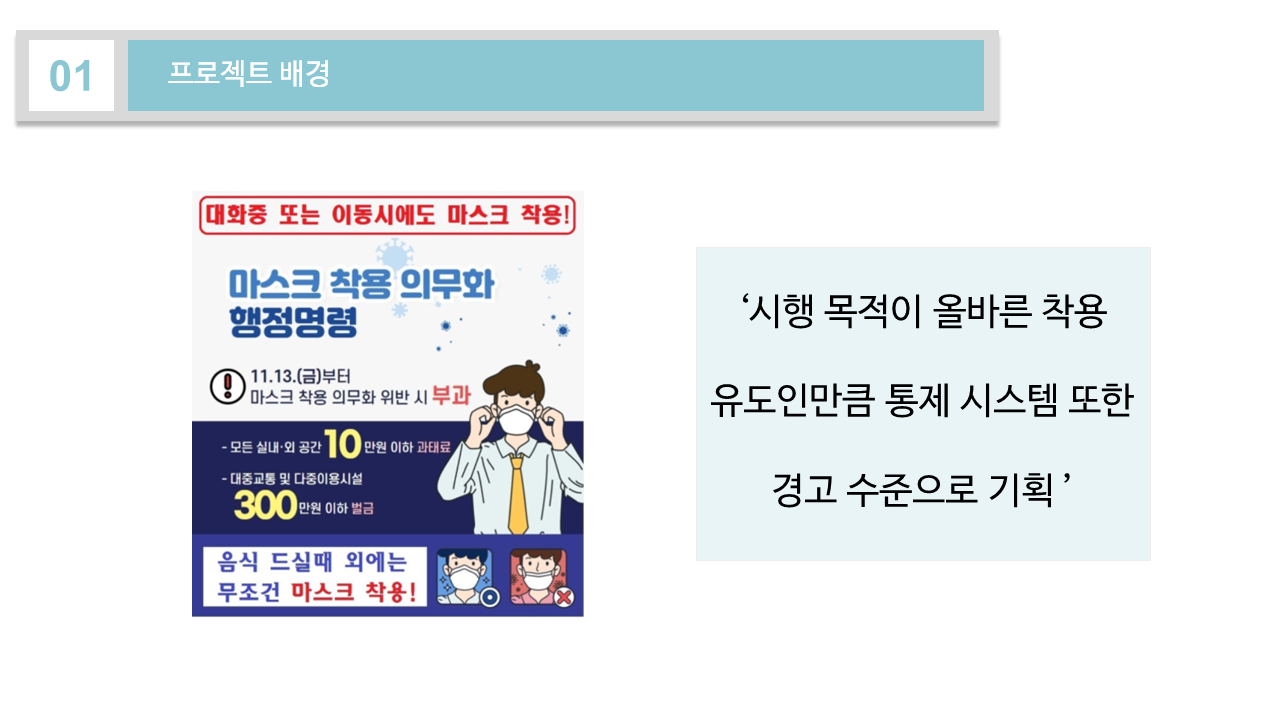 01
프로젝트 배경
대화중 또는 이동시에도 마스크 착용!
마스크 착용 의무화
행정명령
11.13.(금)부터
마스크 착용 의무화 위반 시 부과
- 모든 실내·외 공간 10만원 이하 과태료
- 대중교통 및 다중이용시설
300만원 이하 벌금
음식 드실때 외에는
무조건 마스크 착용!
‘시행 목적이 올바른 착용
유도인만큼 통제 시스템 또한
경고 수준으로 기획 ’